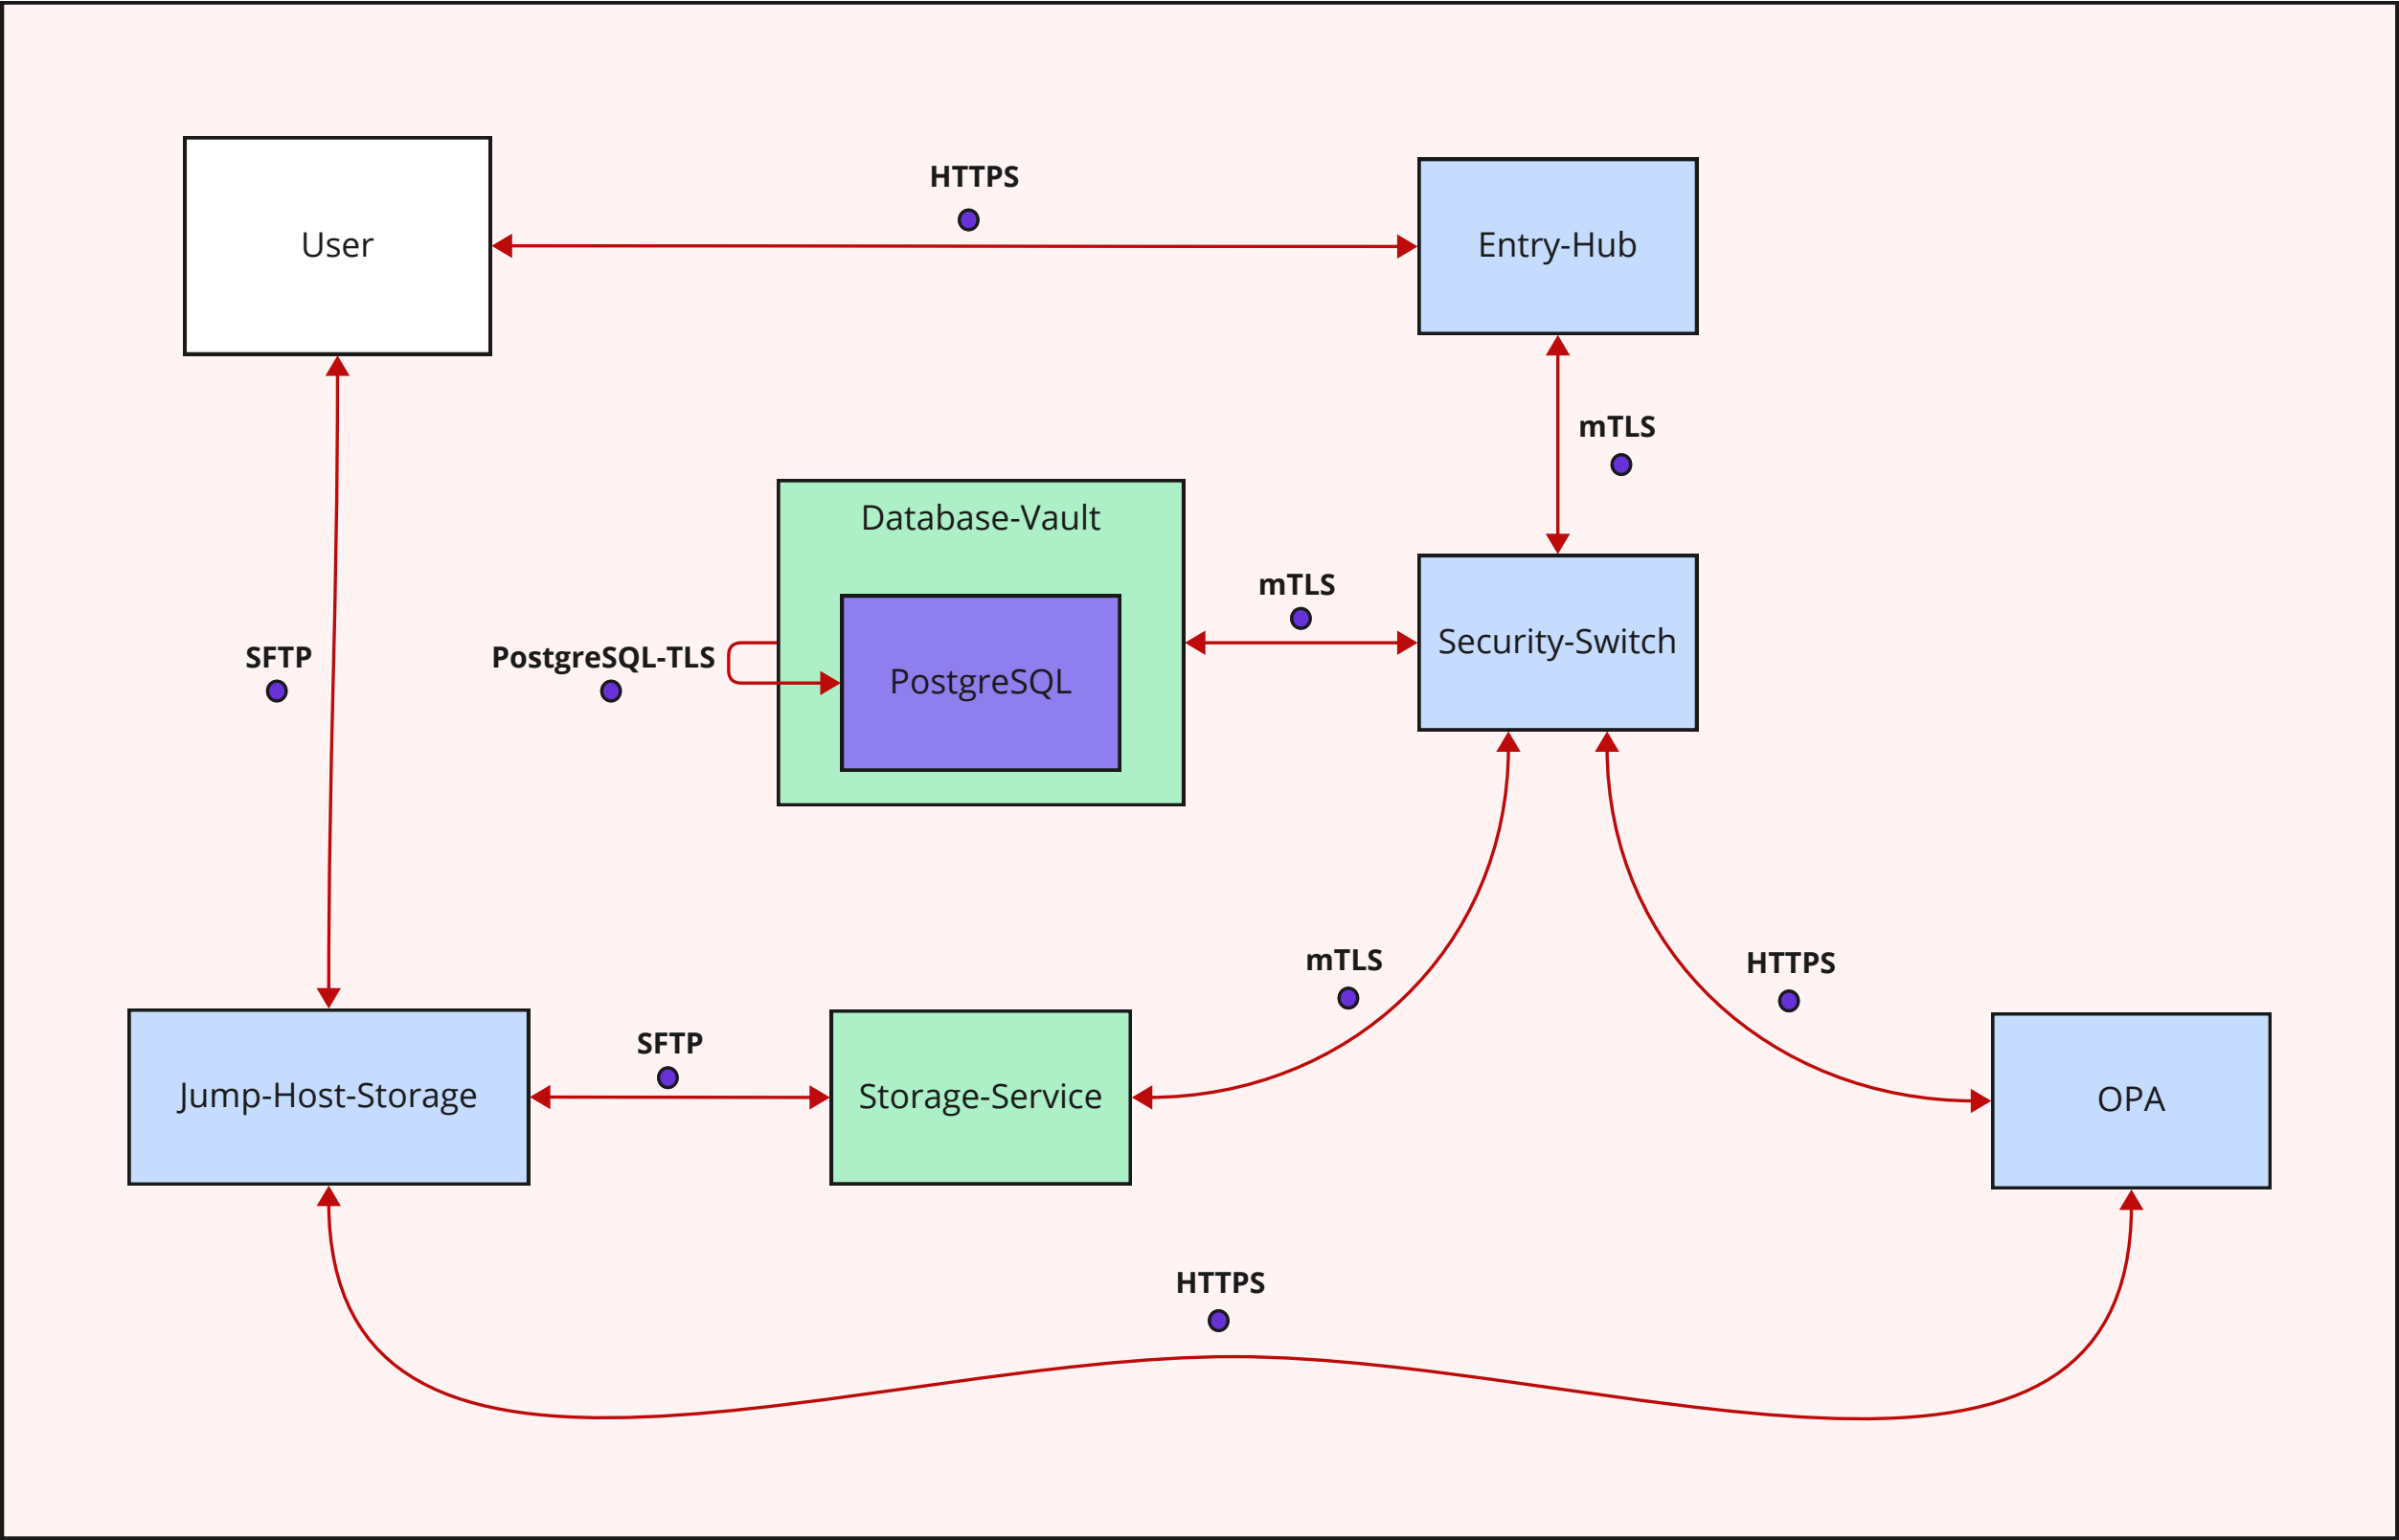 HTTPS
User
Entry-Hub
mTLS
Database-Vault
mTLS
Security-Switch
SFTP
PostgreSQL-TLS
PostgreSQL
mTLS
HTTPS
SFTP
Jump-Host-Storage
Storage-Service
OPA
HTTPS